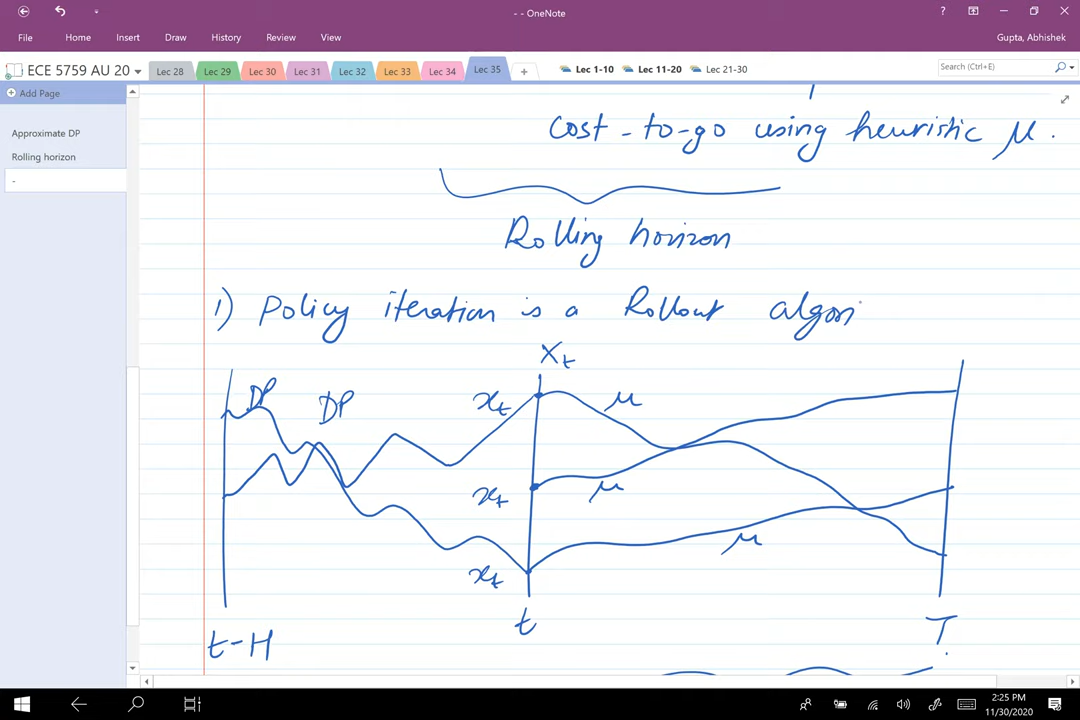 - - OneNote
?
File Home Insert Draw History Review View
Gupta, Abhishek
ECE 5759 AU 20
Lec 28 Lec 29 Lec 30 Lec 31 Lec 32 Lec 33 Lec 34 Lec 35 +
Lec 1-10 Lec 11-20 Lec 21-30
Search (Ctrl+E)
Add Page
Approximate DP
Rolling horizon
-
cost-to-go using heuristic μ.
Rolling horizon
1) Policy iteration is a Rollout algori
X_t
DP DP x_t μ
x_t μ
μ
x_t
t
T
t-H
2:25 PM
11/30/2020